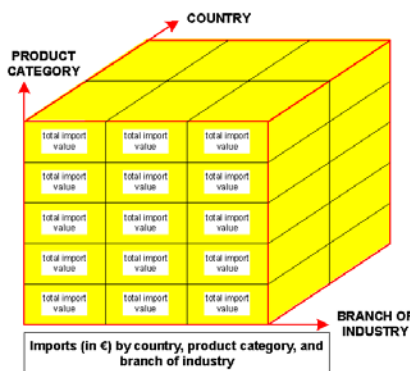 COUNTRY
PRODUCT
CATEGORY
total import total import total import
value value value
total import total import total import
value value value
total import total import total import
value value value
total import total import total import
value value value
total import total import total import
value value value
BRANCH OF
INDUSTRY
Imports (in €) by country, product category, and
branch of industry